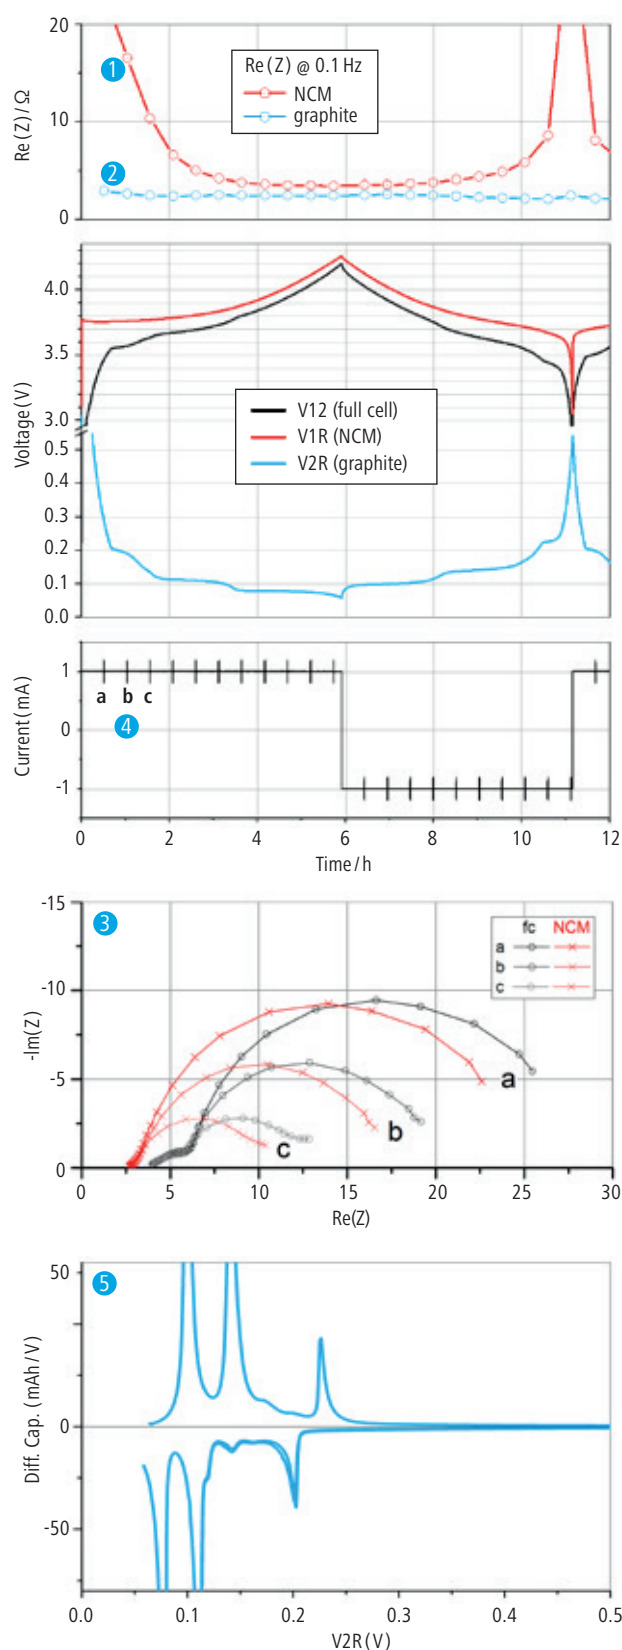 20
1
Re(Z) @ 0.1 Hz
NCM
graphite
10
2
0
Re(Z) / Ω
4.0
3.5
3.0
V12 (full cell)
V1R (NCM)
V2R (graphite)
0.5
0.4
0.3
0.2
0.1
0.0
Voltage(V)
1
a b c
4
0
-1
Current(mA)
0 2 4 6 8 10 12
Time/h
-15
3
fc NCM
a
b
c
-10
-5
a
b
c
0
-Im(Z)
0 5 10 15 20 25 30
Re(Z)
50
5
0
-50
Diff. Cap. (mAh/V)
0.0 0.1 0.2 0.3 0.4 0.5
V2R(V)